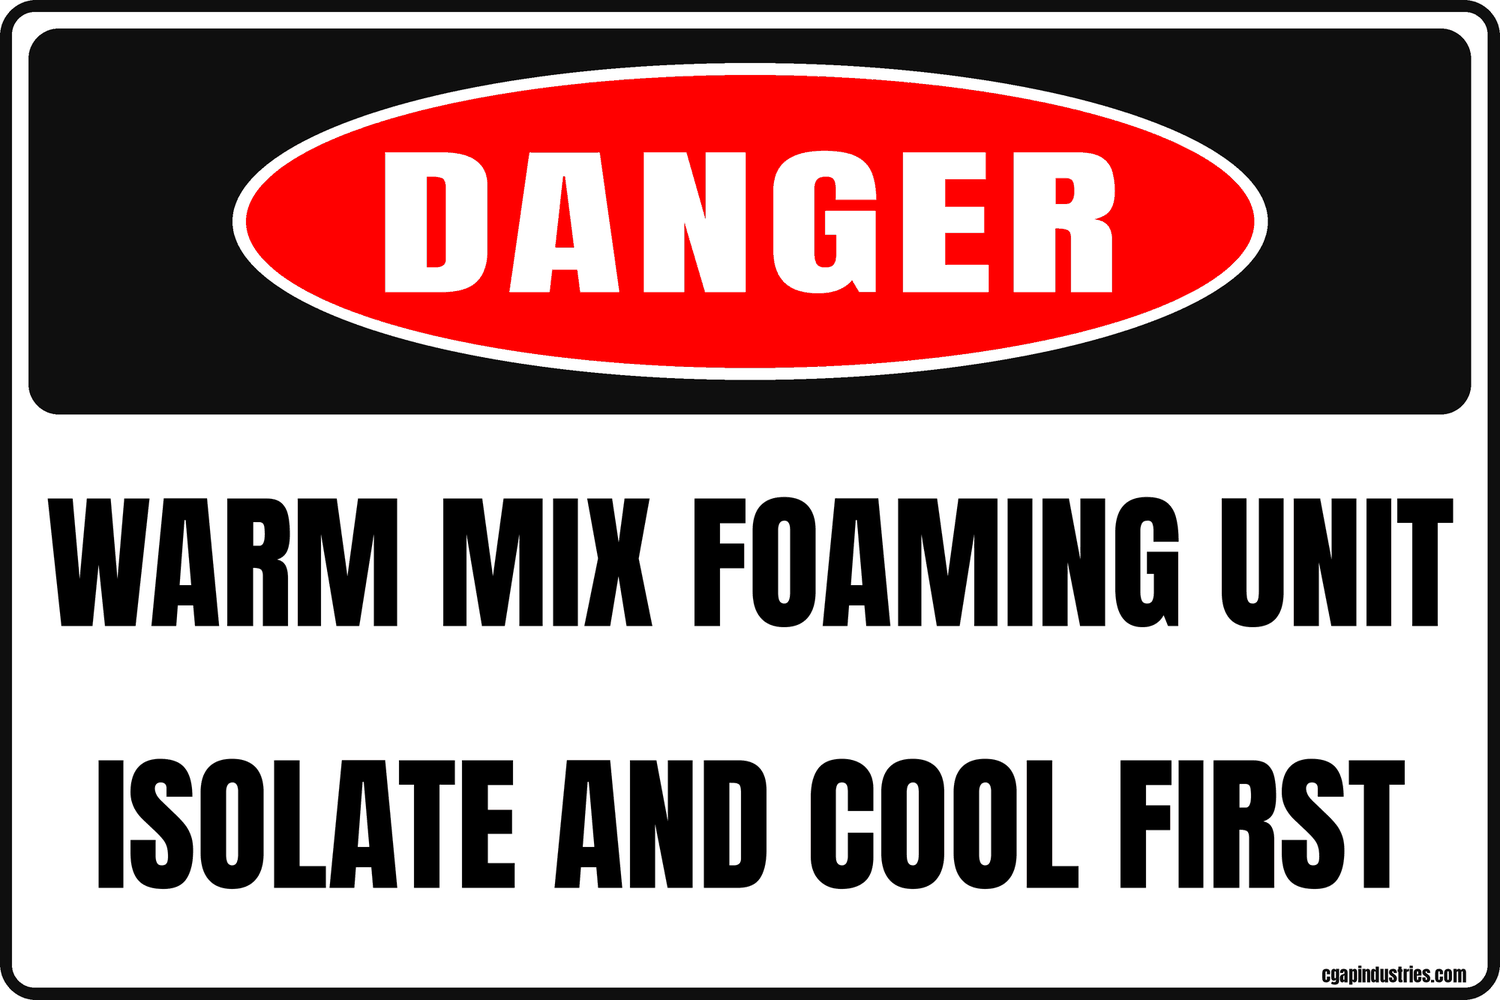 DANGER
WARM MIX FOAMING UNIT
ISOLATE AND COOL FIRST
cgapindustries.com